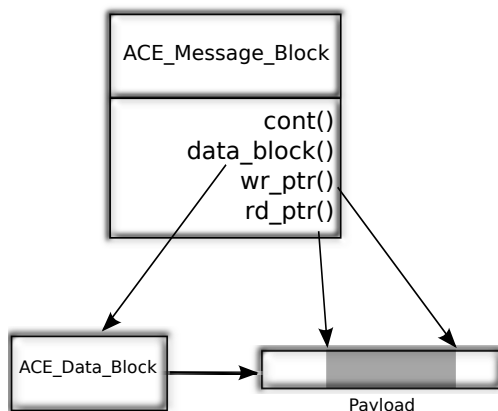 ACE_Message_Block
cont()
data_block()
wr_ptr()
rd_ptr()
ACE_Data_Block
Payload